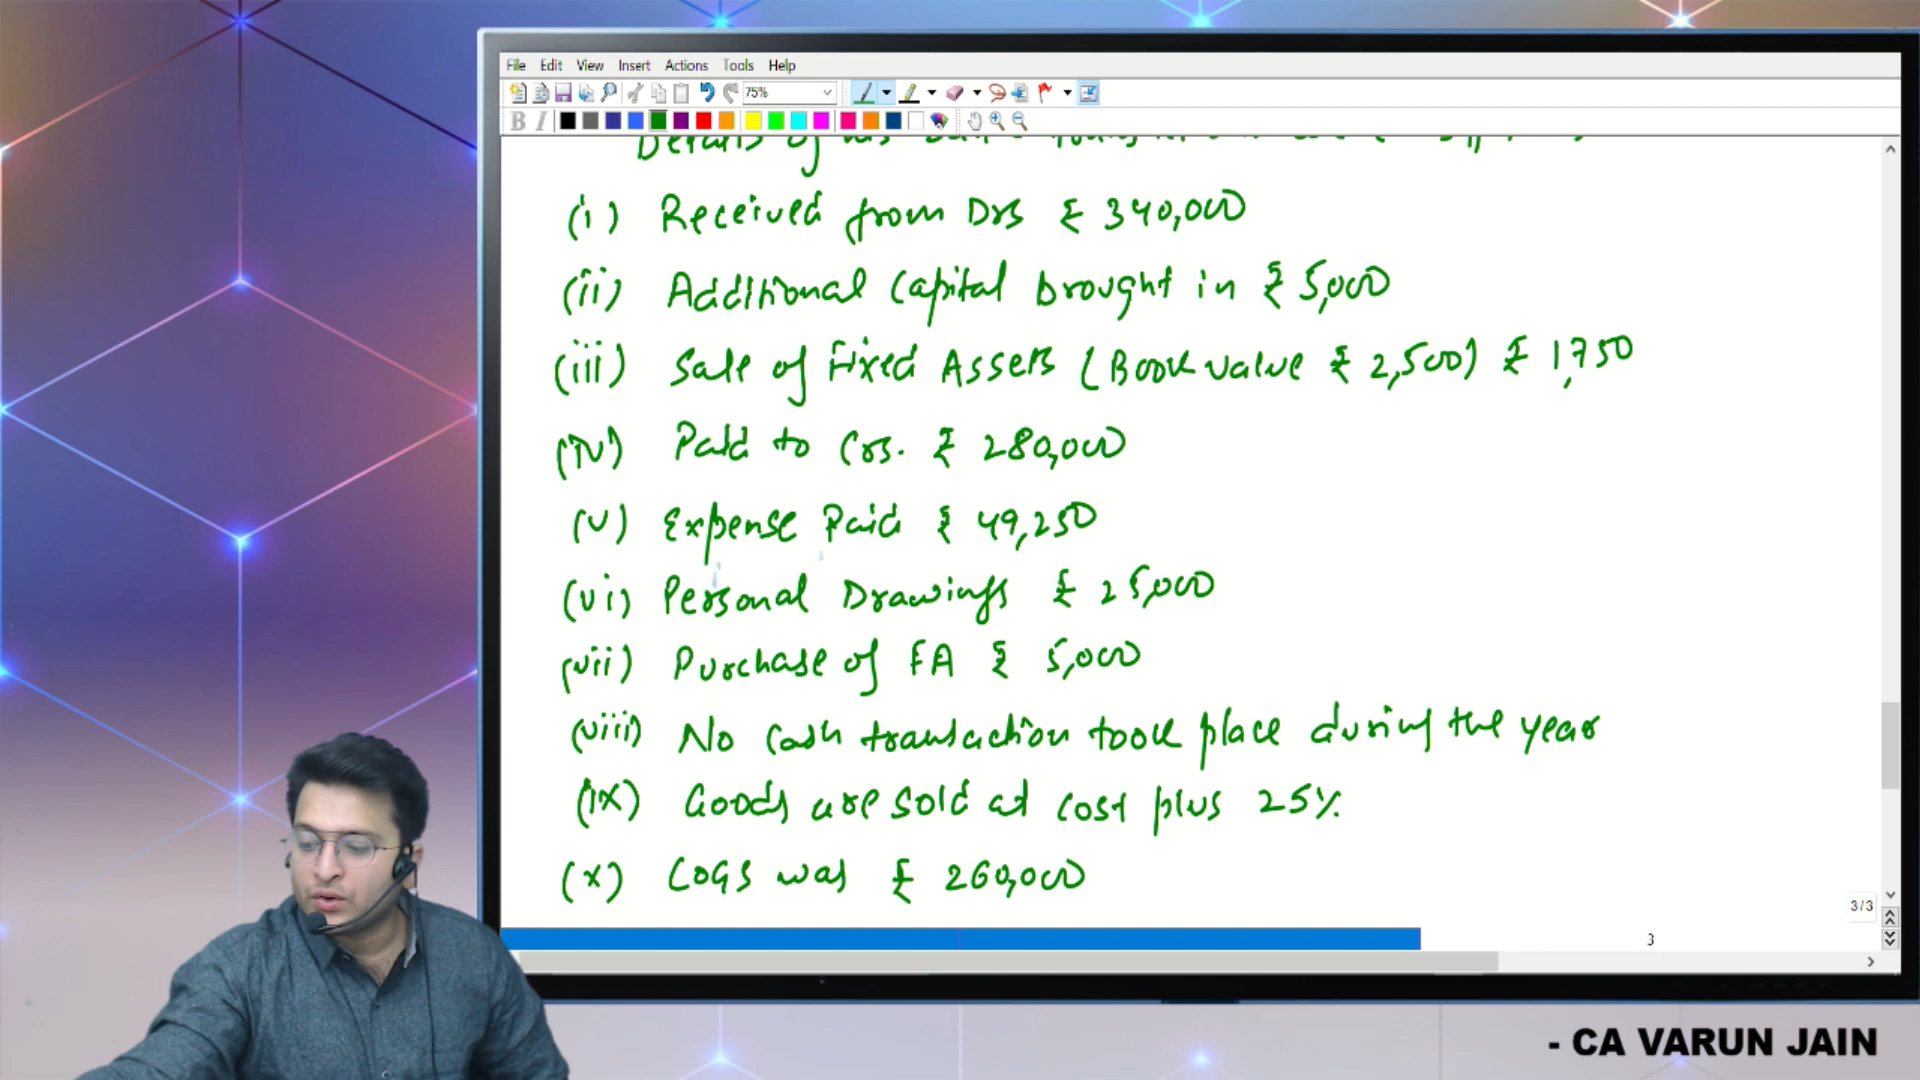 File Edit View Insert Actions Tools Help
75%
B I
Details of his
(i) Received from Drs ₹ 340,000
(ii) Additional Capital brought in ₹ 5,000
(iii) Sale of Fixed Assets (Book value ₹ 2,500) ₹ 1,750
(iv) Paid to Crs. ₹ 280,000
(v) Expense Paid ₹ 49,250
(vi) Personal Drawings ₹ 25,000
(vii) Purchase of FA ₹ 5,000
(viii) No cash transaction took place during the year
(ix) Goods are sold at cost plus 25%
(x) COGS was ₹ 260,000
3/3
3
- CA VARUN JAIN